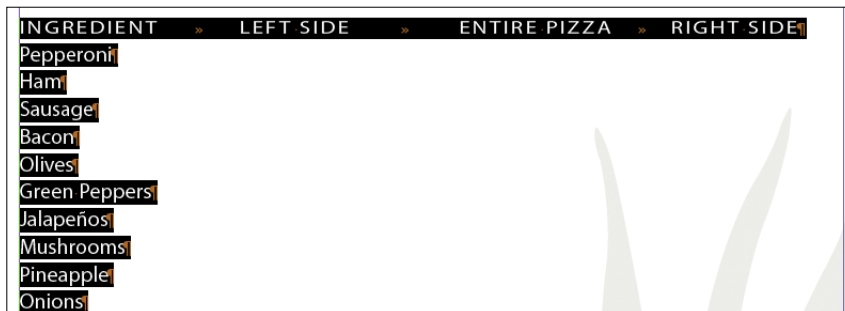 INGREDIENT » LEFT SIDE » ENTIRE PIZZA » RIGHT SIDE¶
Pepperoni¶
Ham¶
Sausage¶
Bacon¶
Olives¶
Green Peppers¶
Jalapeños¶
Mushrooms¶
Pineapple¶
Onions¶